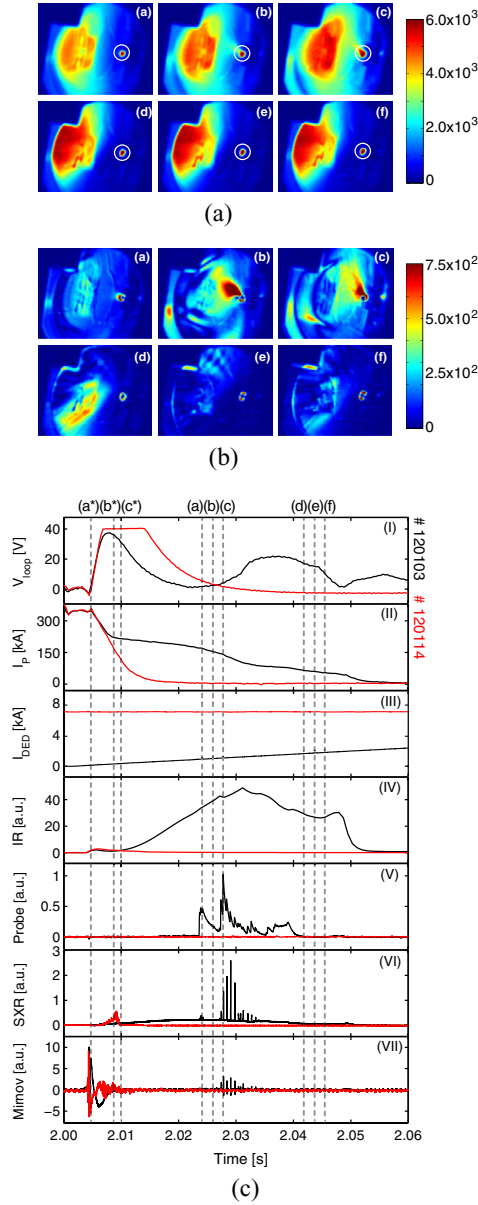 (a) (b) (c) 6.0x10³
4.0x10³
(d) (e) (f) 2.0x10³
0
(a)
(a) (b) (c) 7.5x10²
5.0x10²
(d) (e) (f) 2.5x10²
0
(b)
(a*)(b*)(c*) (a)(b)(c) (d)(e)(f)
V_loop [V] 40 20 0 (I)
# 120103
I_P [kA] 300 150 0 (II)
# 120114
I_DED [kA] 8 4 0 (III)
IR [a.u.] 40 20 0 (IV)
Probe [a.u.] 1 0.5 0 (V)
SXR [a.u.] 3 2 1 0 (VI)
Mirnov [a.u.] 10 5 0 −5 (VII)
2.00 2.01 2.02 2.03 2.04 2.05 2.06
Time [s]
(c)